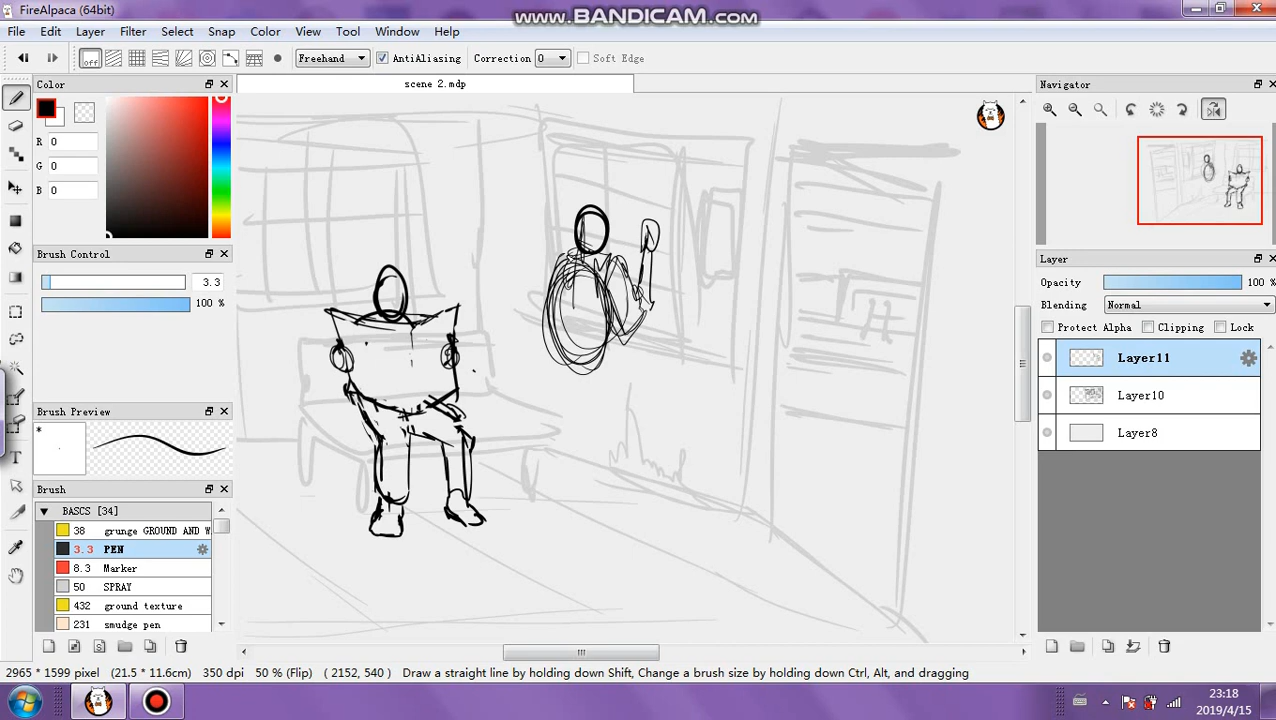 FireAlpaca (64bit)
www.BANDICAM.com
File Edit Layer Filter Select Snap Color View Tool Window Help
off Freehand AntiAliasing Correction 0 Soft Edge
Color
scene 2.mdp
Navigator
R 0
G 0
B 0
Brush Control
3.3
100 %
Layer
Opacity 100 %
Blending Normal
Protect Alpha Clipping Lock
Layer11
Layer10
Layer8
Brush Preview
*
T
Brush
BASCS [34]
38 grunge GROUND AND W
3.3 PEN
8.3 Marker
50 SPRAY
432 ground texture
231 smudge pen
2965 * 1599 pixel (21.5 * 11.6cm) 350 dpi 50 % (Flip) ( 2152, 540 ) Draw a straight line by holding down Shift, Change a brush size by holding down Ctrl, Alt, and dragging
23:18
2019/4/15